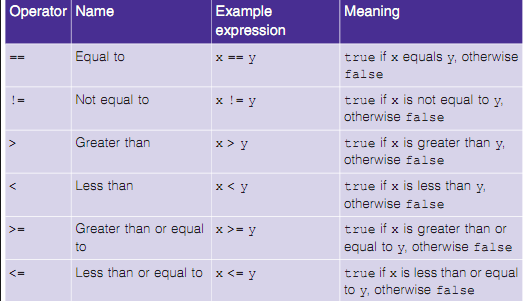 Operator Name Example expression Meaning
== Equal to x == y true if x equals y, otherwise
false
!= Not equal to x != y true if x is not equal to y,
otherwise false
> Greater than x > y true if x is greater than y,
otherwise false
< Less than x < y true if x is less than y,
otherwise false
>= Greater than or equal to x >= y true if x is greater than or
equal to y, otherwise false
<= Less than or equal to x <= y true if x is less than or equal
to y, otherwise false